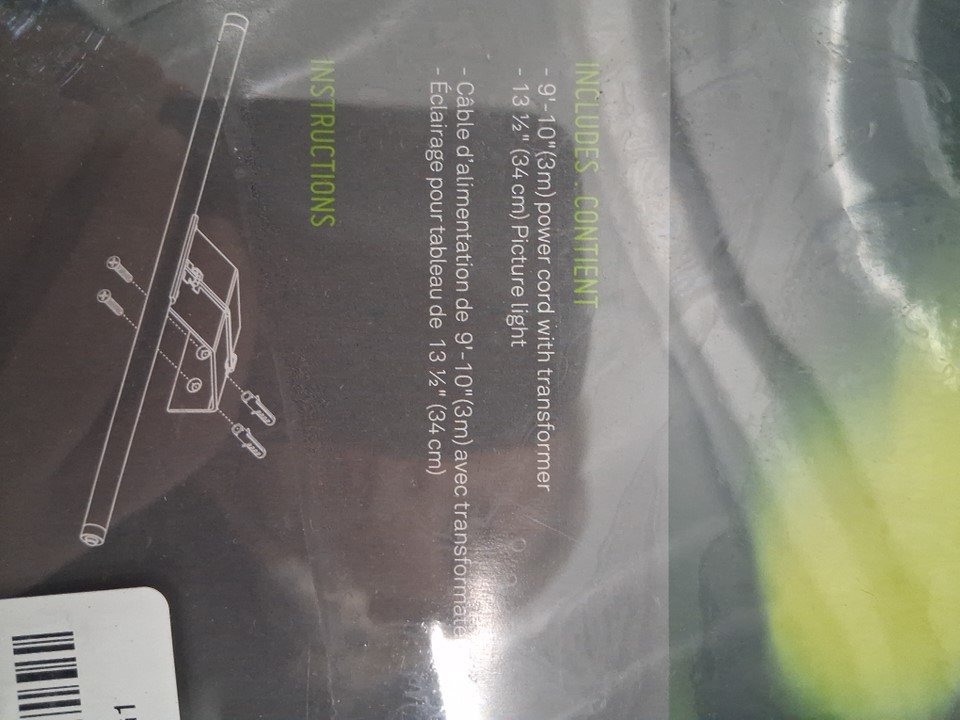 INCLUDES . CONTIENT
- 9'-10"(3m) power cord with transformer
- 13 ½" (34 cm) Picture light
- Câble d'alimentation de 9'-10"(3m) avec
- Éclairage pour tableau de 13 ½" (34 cm)
INSTRUCTIONS